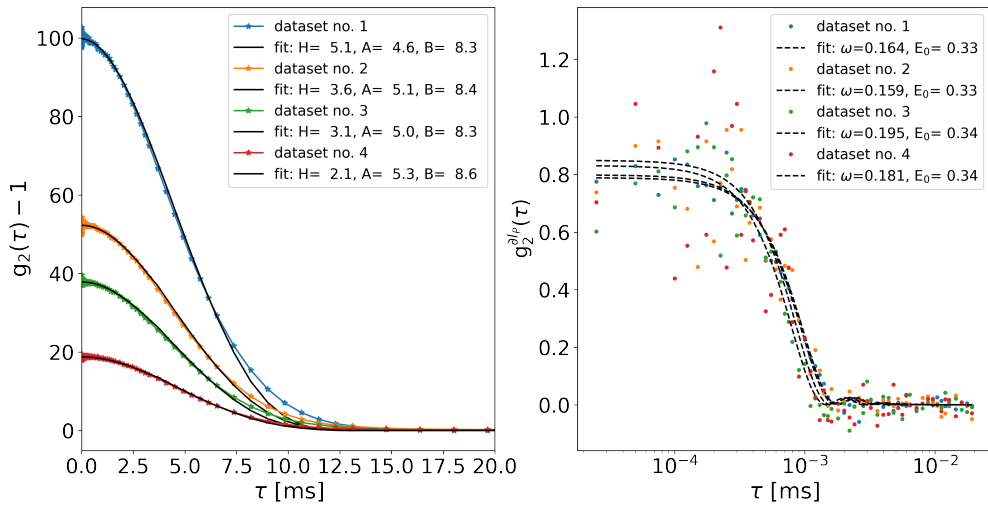 dataset no. 1
fit: H= 5.1, A= 4.6, B= 8.3
dataset no. 2
fit: H= 3.6, A= 5.1, B= 8.4
dataset no. 3
fit: H= 3.1, A= 5.0, B= 8.3
dataset no. 4
fit: H= 2.1, A= 5.3, B= 8.6
100
80
60
40
20
0
g₂(τ) − 1
0.0 2.5 5.0 7.5 10.0 12.5 15.0 17.5 20.0
τ [ms]
dataset no. 1
fit: ω=0.164, E₀= 0.33
dataset no. 2
fit: ω=0.159, E₀= 0.33
dataset no. 3
fit: ω=0.195, E₀= 0.34
dataset no. 4
fit: ω=0.181, E₀= 0.34
1.2
1.0
0.8
0.6
0.4
0.2
0.0
g₂^∂Iρ(τ)
10⁻⁴ 10⁻³ 10⁻²
τ [ms]